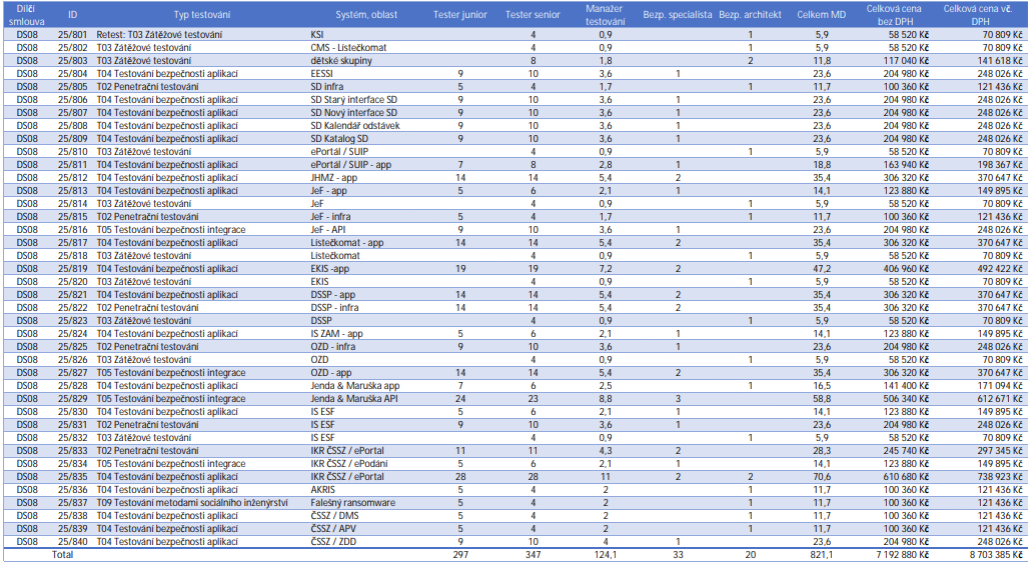 Dílčí smlouva ID Typ testování Systém, oblast Tester junior Tester senior Manažer testování Bezp. specialista Bezp. architekt Celkem MD Celková cena bez DPH Celková cena vč. DPH
DS08 25/801 Retest: T03 Zátěžové testování KSI 4 0,9 1 5,9 58 520 Kč 70 809 Kč
DS08 25/802 T03 Zátěžové testování CMS - Lístečkomat 4 0,9 1 5,9 58 520 Kč 70 809 Kč
DS08 25/803 T03 Zátěžové testování dětské skupiny 8 1,8 2 11,8 117 040 Kč 141 618 Kč
DS08 25/804 T04 Testování bezpečnosti aplikací EESSI 9 10 3,6 1 23,6 204 980 Kč 248 026 Kč
DS08 25/805 T02 Penetrační testování SD infra 5 4 1,7 1 11,7 100 360 Kč 121 436 Kč
DS08 25/806 T04 Testování bezpečnosti aplikací SD Starý interface SD 9 10 3,6 1 23,6 204 980 Kč 248 026 Kč
DS08 25/807 T04 Testování bezpečnosti aplikací SD Nový interface SD 9 10 3,6 1 23,6 204 980 Kč 248 026 Kč
DS08 25/808 T04 Testování bezpečnosti aplikací SD Kalendář odstávek 9 10 3,6 1 23,6 204 980 Kč 248 026 Kč
DS08 25/809 T04 Testování bezpečnosti aplikací SD Katalog SD 9 10 3,6 1 23,6 204 980 Kč 248 026 Kč
DS08 25/810 T03 Zátěžové testování ePortál / SUIP 4 0,9 1 5,9 58 520 Kč 70 809 Kč
DS08 25/811 T04 Testování bezpečnosti aplikací ePortál / SUIP - app 7 8 2,8 1 18,8 163 940 Kč 198 367 Kč
DS08 25/812 T04 Testování bezpečnosti aplikací JHMZ - app 14 14 5,4 2 35,4 306 320 Kč 370 647 Kč
DS08 25/813 T04 Testování bezpečnosti aplikací JeF - app 5 6 2,1 1 14,1 123 880 Kč 149 895 Kč
DS08 25/814 T03 Zátěžové testování JeF 4 0,9 1 5,9 58 520 Kč 70 809 Kč
DS08 25/815 T02 Penetrační testování JeF - infra 5 4 1,7 1 11,7 100 360 Kč 121 436 Kč
DS08 25/816 T05 Testování bezpečnosti integrace JeF - API 9 10 3,6 1 23,6 204 980 Kč 248 026 Kč
DS08 25/817 T04 Testování bezpečnosti aplikací Lístečkomat - app 14 14 5,4 2 35,4 306 320 Kč 370 647 Kč
DS08 25/818 T03 Zátěžové testování Lístečkomat 4 0,9 1 5,9 58 520 Kč 70 809 Kč
DS08 25/819 T04 Testování bezpečnosti aplikací EKIS -app 19 19 7,2 2 47,2 406 960 Kč 492 422 Kč
DS08 25/820 T03 Zátěžové testování EKIS 4 0,9 1 5,9 58 520 Kč 70 809 Kč
DS08 25/821 T04 Testování bezpečnosti aplikací DSSP - app 14 14 5,4 2 35,4 306 320 Kč 370 647 Kč
DS08 25/822 T02 Penetrační testování DSSP - infra 14 14 5,4 2 35,4 306 320 Kč 370 647 Kč
DS08 25/823 T03 Zátěžové testování DSSP 4 0,9 1 5,9 58 520 Kč 70 809 Kč
DS08 25/824 T04 Testování bezpečnosti aplikací IS ZAM - app 5 6 2,1 1 14,1 123 880 Kč 149 895 Kč
DS08 25/825 T02 Penetrační testování OZD - infra 9 10 3,6 1 23,6 204 980 Kč 248 026 Kč
DS08 25/826 T03 Zátěžové testování OZD 4 0,9 1 5,9 58 520 Kč 70 809 Kč
DS08 25/827 T05 Testování bezpečnosti integrace OZD - app 14 14 5,4 2 35,4 306 320 Kč 370 647 Kč
DS08 25/828 T04 Testování bezpečnosti aplikací Jenda & Maruška app 7 6 2,5 1 16,5 141 400 Kč 171 094 Kč
DS08 25/829 T05 Testování bezpečnosti integrace Jenda & Maruška API 24 23 8,8 3 58,8 506 340 Kč 612 671 Kč
DS08 25/830 T04 Testování bezpečnosti aplikací IS ESF 5 6 2,1 1 14,1 123 880 Kč 149 895 Kč
DS08 25/831 T02 Penetrační testování IS ESF 9 10 3,6 1 23,6 204 980 Kč 248 026 Kč
DS08 25/832 T03 Zátěžové testování IS ESF 4 0,9 1 5,9 58 520 Kč 70 809 Kč
DS08 25/833 T02 Penetrační testování IKR ČSSZ / ePortal 11 11 4,3 2 28,3 245 740 Kč 297 345 Kč
DS08 25/834 T05 Testování bezpečnosti integrace IKR ČSSZ / ePodání 5 6 2,1 1 14,1 123 880 Kč 149 895 Kč
DS08 25/835 T04 Testování bezpečnosti aplikací IKR ČSSZ / ePortal 28 28 11 2 2 70,6 610 680 Kč 738 923 Kč
DS08 25/836 T04 Testování bezpečnosti aplikací AKRIS 5 4 2 1 11,7 100 360 Kč 121 436 Kč
DS08 25/837 T09 Testování metodami sociálního inženýrství Falešný ransomware 5 4 2 1 11,7 100 360 Kč 121 436 Kč
DS08 25/838 T04 Testování bezpečnosti aplikací ČSSZ / DMS 5 4 2 1 11,7 100 360 Kč 121 436 Kč
DS08 25/839 T04 Testování bezpečnosti aplikací ČSSZ / APV 5 4 2 1 11,7 100 360 Kč 121 436 Kč
DS08 25/840 T04 Testování bezpečnosti aplikací ČSSZ / ZDD 9 10 4 1 23,6 204 980 Kč 248 026 Kč
Total 297 347 124,1 33 20 821,1 7 192 880 Kč 8 703 385 Kč